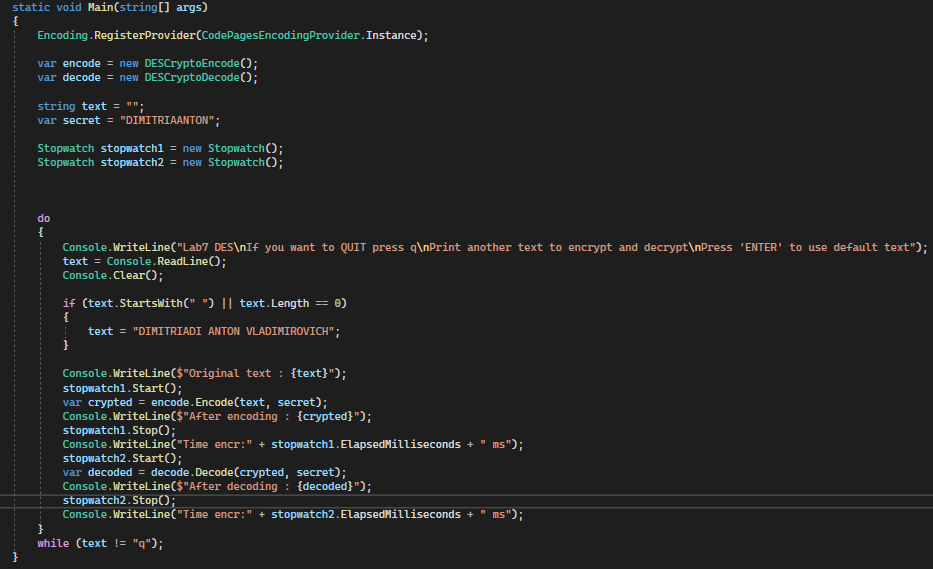 static void Main(string[] args)
{
    Encoding.RegisterProvider(CodePagesEncodingProvider.Instance);

    var encode = new DESCryptoEncode();
    var decode = new DESCryptoDecode();

    string text = "";
    var secret = "DIMITRIAANTON";

    Stopwatch stopwatch1 = new Stopwatch();
    Stopwatch stopwatch2 = new Stopwatch();

    do
    {
        Console.WriteLine("Lab7 DES\nIf you want to QUIT press q\nPrint another text to encrypt and decrypt\nPress 'ENTER' to use default text");
        text = Console.ReadLine();
        Console.Clear();

        if (text.StartsWith(" ") || text.Length == 0)
        {
            text = "DIMITRIADI ANTON VLADIMIROVICH";
        }

        Console.WriteLine($"Original text : {text}");
        stopwatch1.Start();
        var crypted = encode.Encode(text, secret);
        Console.WriteLine($"After encoding : {crypted}");
        stopwatch1.Stop();
        Console.WriteLine("Time encr:" + stopwatch1.ElapsedMilliseconds + " ms");
        stopwatch2.Start();
        var decoded = decode.Decode(crypted, secret);
        Console.WriteLine($"After decoding : {decoded}");
        stopwatch2.Stop();
        Console.WriteLine("Time encr:" + stopwatch2.ElapsedMilliseconds + " ms");
    }
    while (text != "q");
}